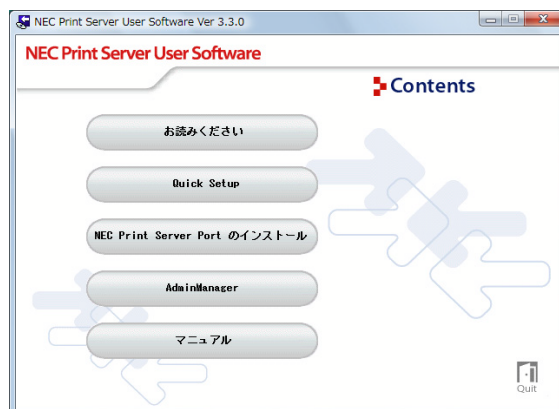 NEC Print Server User Software Ver 3.3.0
NEC Print Server User Software
Contents
お読みください
Quick Setup
NEC Print Server Port のインストール
AdminManager
マニュアル
Quit